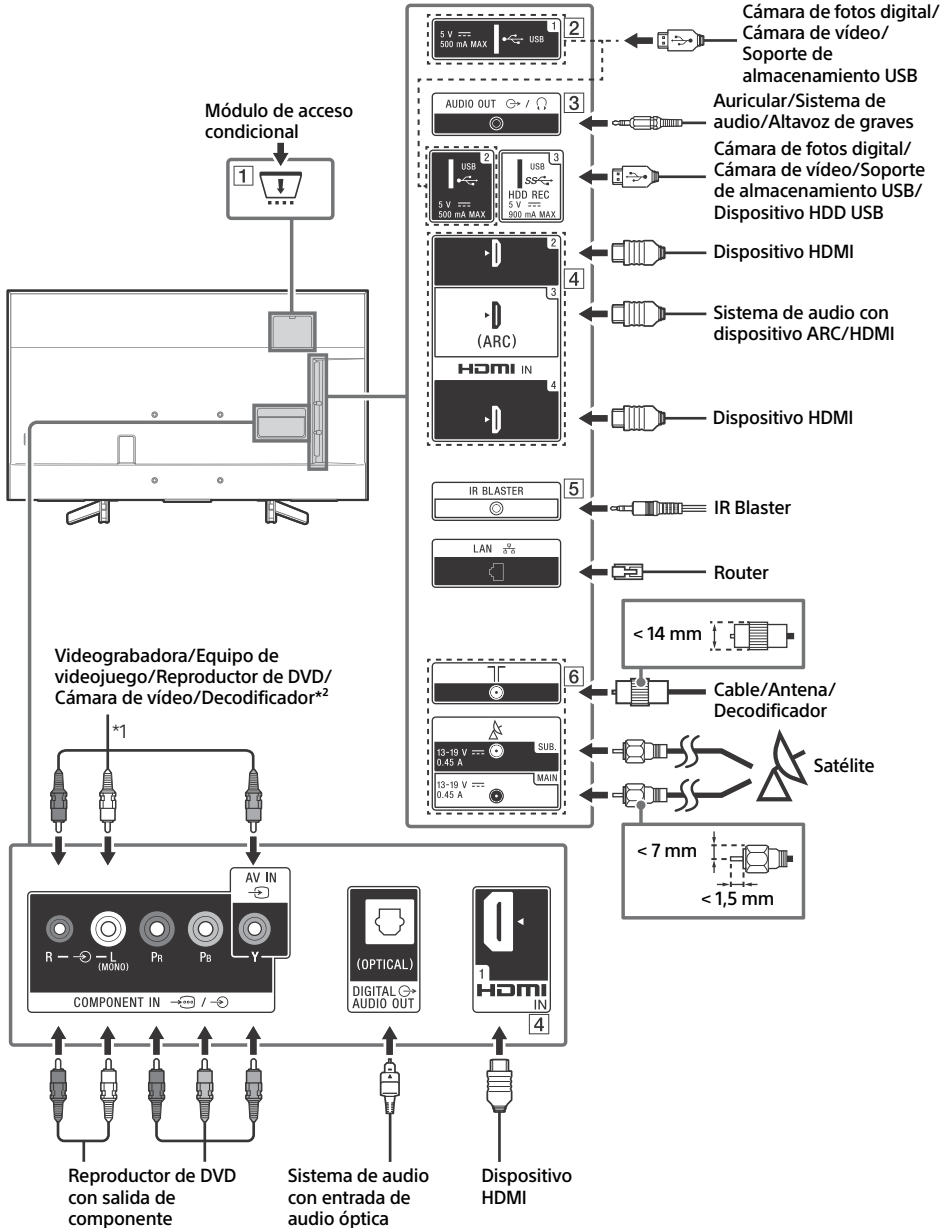 Cámara de fotos digital/
Cámara de vídeo/
Soporte de
almacenamiento USB
5 V
500 mA MAX
USB
1
2
Módulo de acceso
condicional
1
AUDIO OUT /
3
Auricular/Sistema de
audio/Altavoz de graves
USB
2
5 V
500 mA MAX
USB
3
SS
HDD REC
5 V
900 mA MAX
Cámara de fotos digital/
Cámara de vídeo/Soporte
de almacenamiento USB/
Dispositivo HDD USB
2
4
Dispositivo HDMI
3
(ARC)
HDMI IN
Sistema de audio con
dispositivo ARC/HDMI
4
Dispositivo HDMI
IR BLASTER
5
IR Blaster
LAN
Router
< 14 mm
6
Cable/Antena/
Decodificador
13-19 V
0.45 A
SUB.
13-19 V
0.45 A
MAIN
Satélite
< 7 mm
< 1,5 mm
Videograbadora/Equipo de
videojuego/Reproductor de DVD/
Cámara de vídeo/Decodificador*2
*1
AV IN
R L PR PB Y
(MONO)
COMPONENT IN /
(OPTICAL)
DIGITAL
AUDIO OUT
1
HDMI
IN
4
Reproductor de DVD
con salida de
componente
Sistema de audio
con entrada de
audio óptica
Dispositivo
HDMI